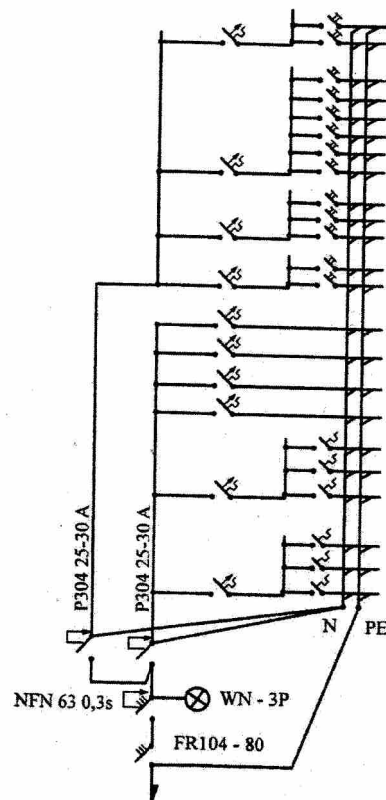 P304 25-30 A
P304 25-30 A
N
PE
NFN 63 0,3s
WN - 3P
FR104 - 80